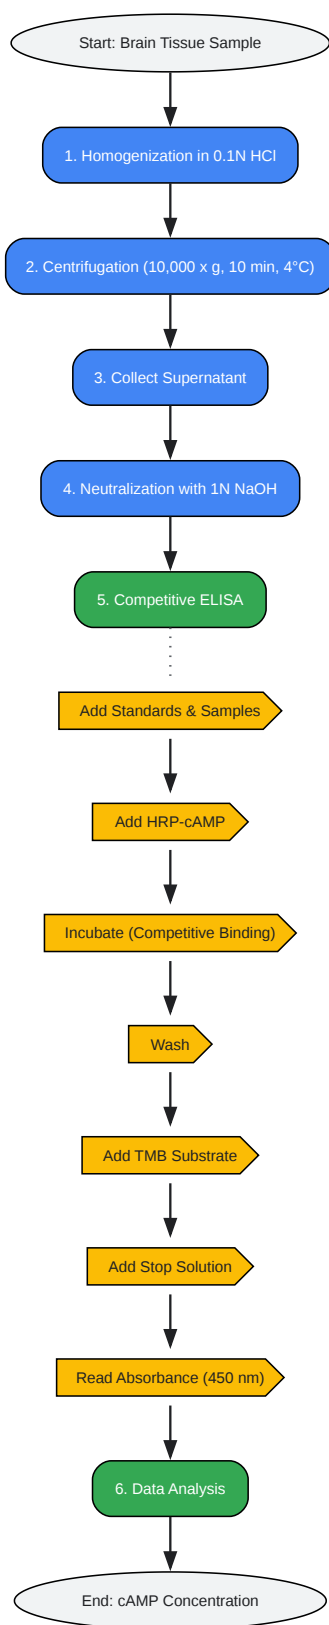 Start: Brain Tissue Sample
1. Homogenization in 0.1N HCl
2. Centrifugation (10,000 x g, 10 min, 4°C)
3. Collect Supernatant
4. Neutralization with 1N NaOH
5. Competitive ELISA
Add Standards & Samples
Add HRP-cAMP
Incubate (Competitive Binding)
Wash
Add TMB Substrate
Add Stop Solution
Read Absorbance (450 nm)
6. Data Analysis
End: cAMP Concentration